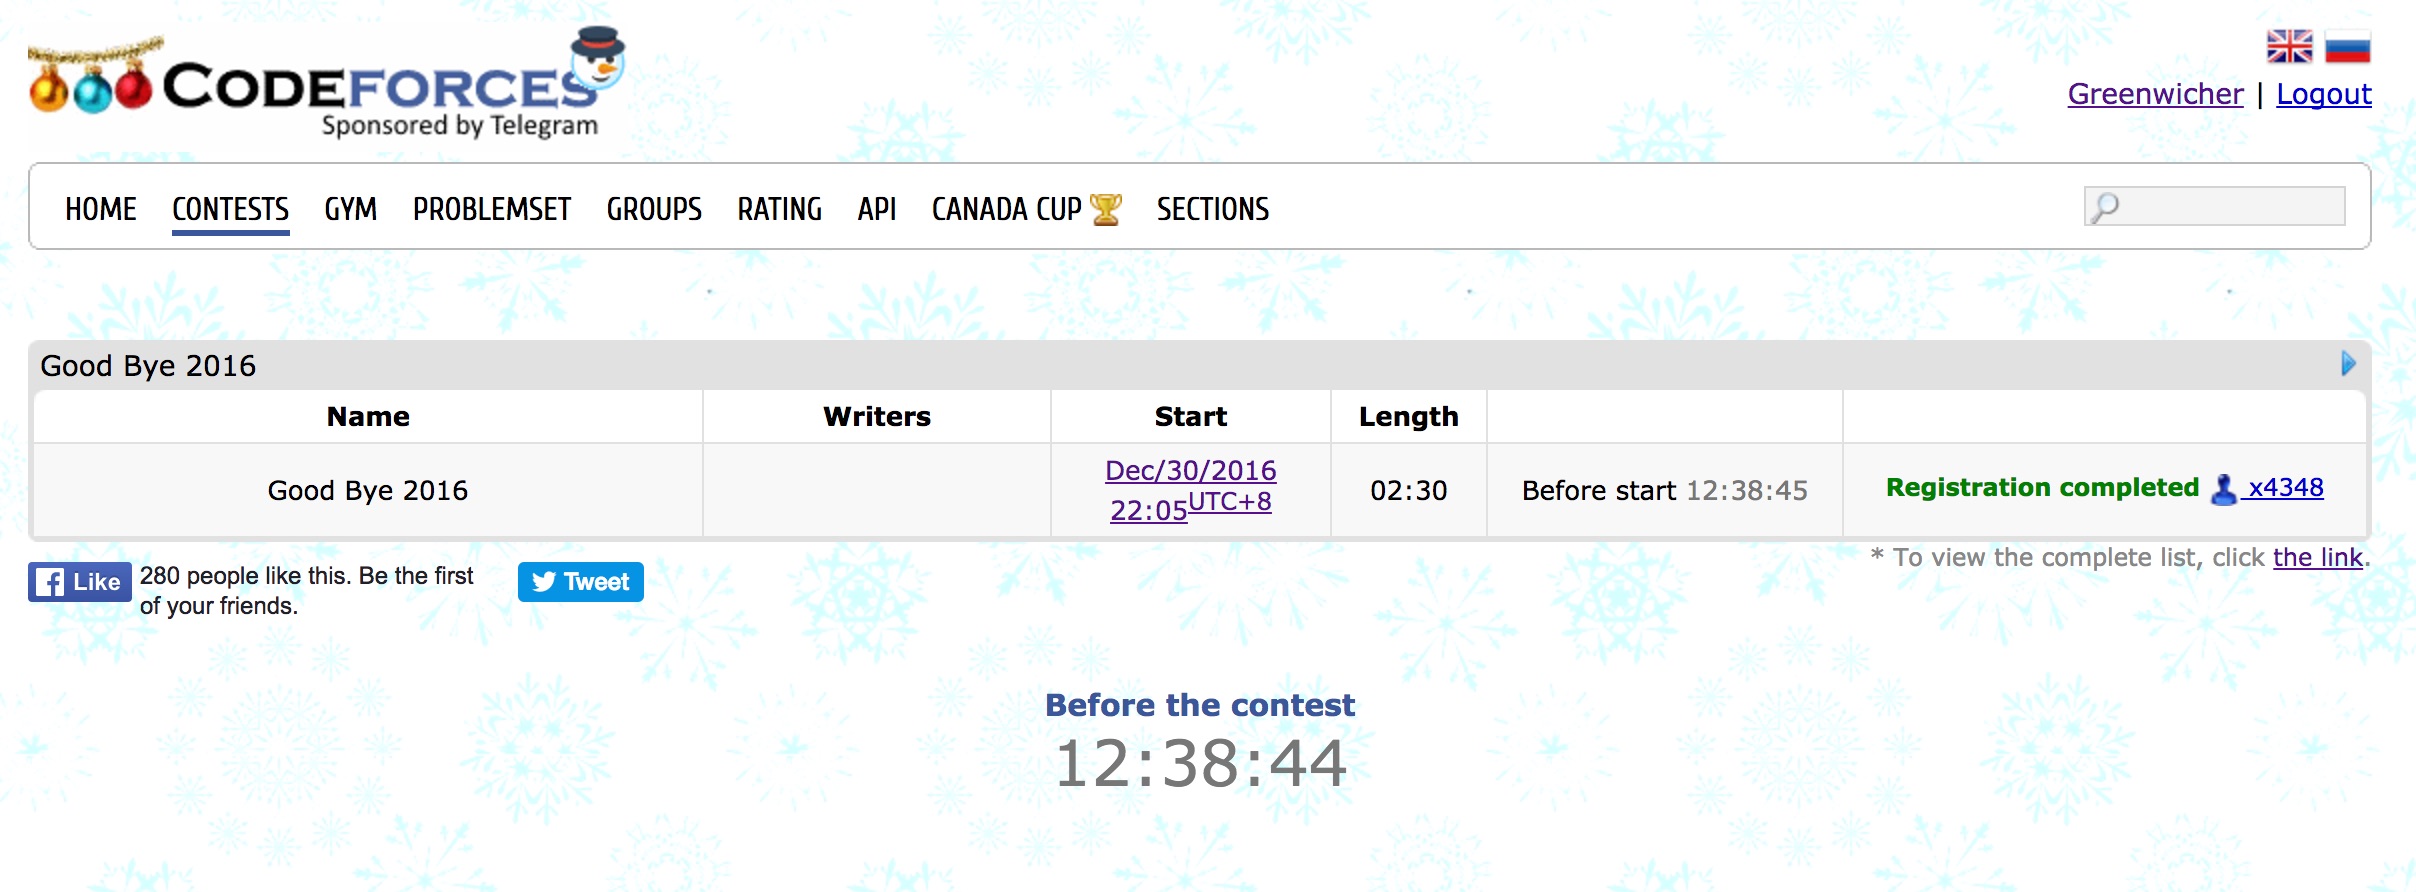 CODEFORCES
Sponsored by Telegram
Greenwicher | Logout
HOME CONTESTS GYM PROBLEMSET GROUPS RATING API CANADA CUP SECTIONS
Good Bye 2016
Name Writers Start Length
Good Bye 2016 Dec/30/2016 22:05UTC+8 02:30 Before start 12:38:45 Registration completed x4348
* To view the complete list, click the link.
Like 280 people like this. Be the first
of your friends.
Tweet
Before the contest
12:38:44